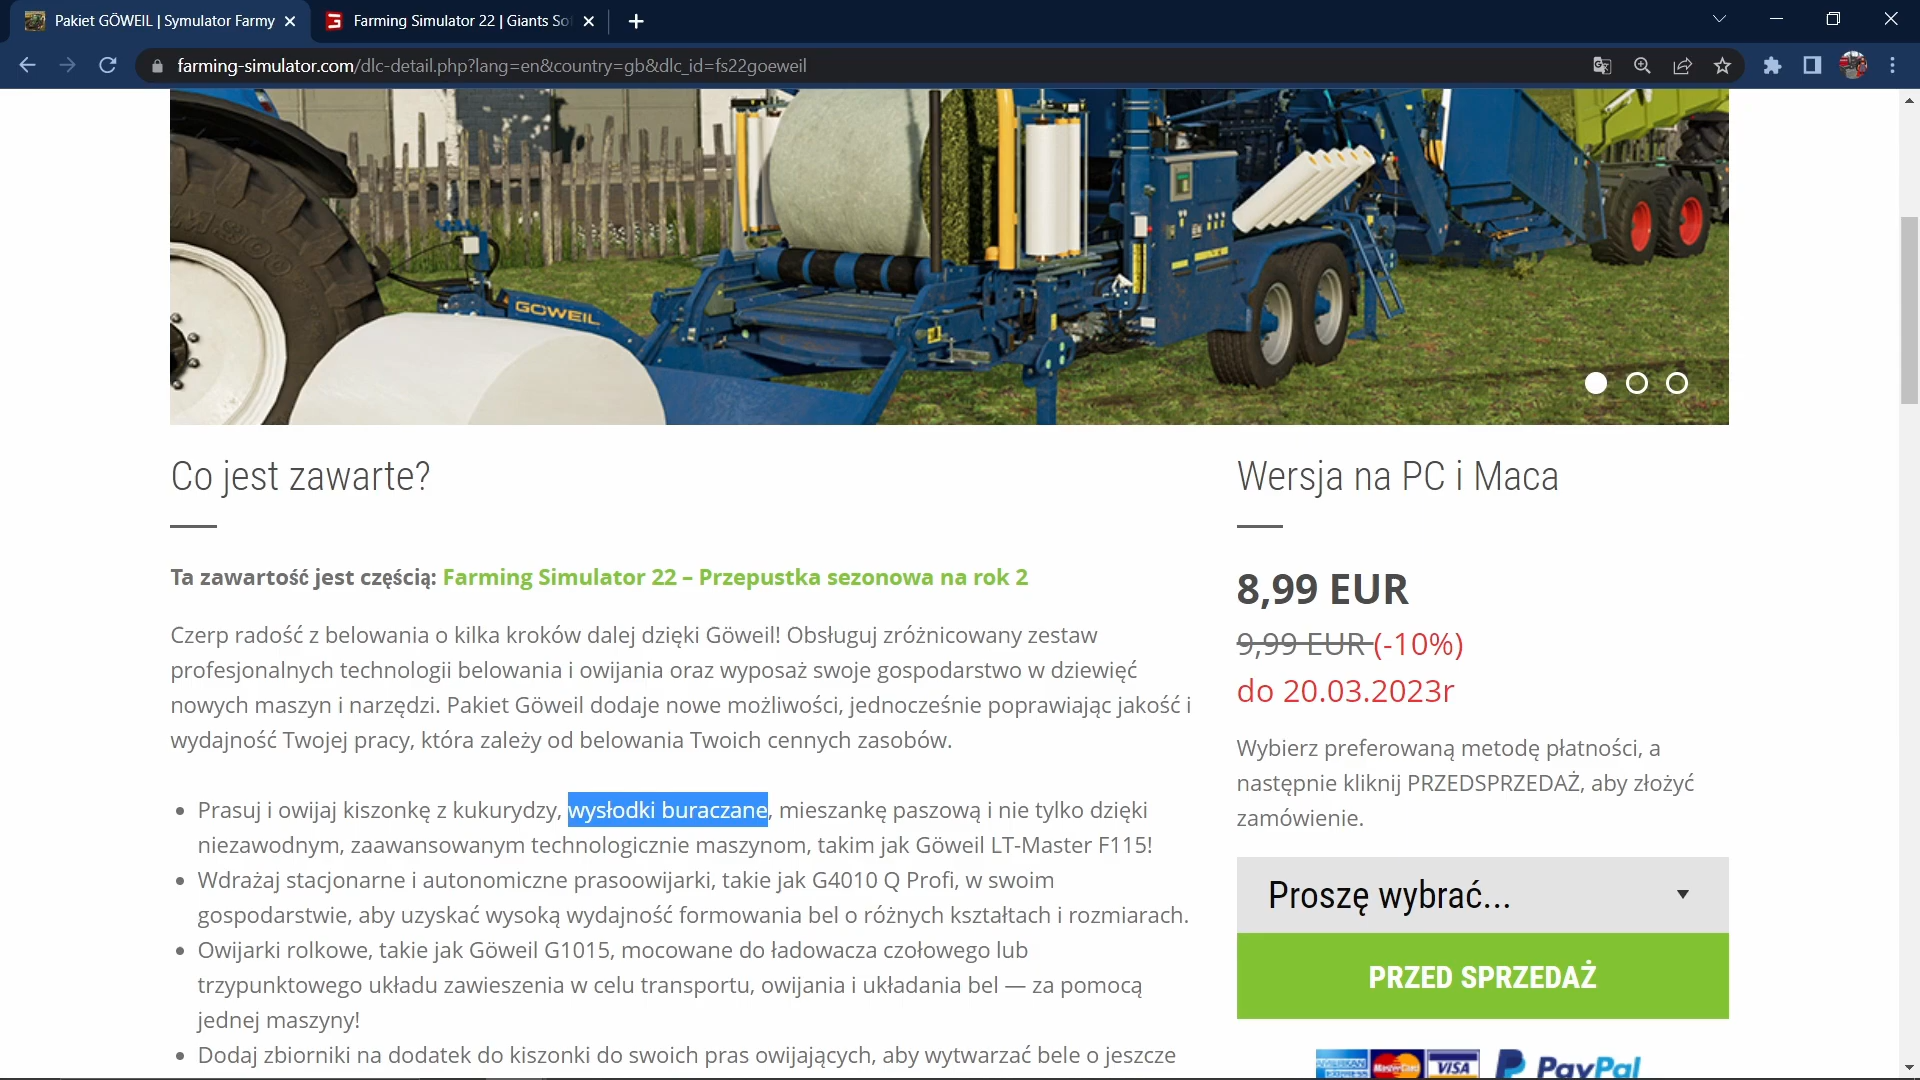 Pakiet GÖWEIL | Symulator Farmy
Farming Simulator 22 | Giants So
farming-simulator.com/dlc-detail.php?lang=en&country=gb&dlc_id=fs22goeweil
GÖWEIL
Co jest zawarte?
Ta zawartość jest częścią: Farming Simulator 22 – Przepustka sezonowa na rok 2
Czerp radość z belowania o kilka kroków dalej dzięki Göweil! Obsługuj zróżnicowany zestaw
profesjonalnych technologii belowania i owijania oraz wyposaż swoje gospodarstwo w dziewięć
nowych maszyn i narzędzi. Pakiet Göweil dodaje nowe możliwości, jednocześnie poprawiając jakość i
wydajność Twojej pracy, która zależy od belowania Twoich cennych zasobów.
• Prasuj i owijaj kiszonkę z kukurydzy, wysłodki buraczane, mieszankę paszową i nie tylko dzięki
niezawodnym, zaawansowanym technologicznie maszynom, takim jak Göweil LT-Master F115!
• Wdrażaj stacjonarne i autonomiczne prasoowijarki, takie jak G4010 Q Profi, w swoim
gospodarstwie, aby uzyskać wysoką wydajność formowania bel o różnych kształtach i rozmiarach.
• Owijarki rolkowe, takie jak Göweil G1015, mocowane do ładowacza czołowego lub
trzypunktowego układu zawieszenia w celu transportu, owijania i układania bel — za pomocą
jednej maszyny!
• Dodaj zbiorniki na dodatek do kiszonki do swoich pras owijających, aby wytwarzać bele o jeszcze
Wersja na PC i Maca
8,99 EUR
9,99 EUR (-10%)
do 20.03.2023r
Wybierz preferowaną metodę płatności, a
następnie kliknij PRZEDSPRZEDAŻ, aby złożyć
zamówienie.
Proszę wybrać...
PRZED SPRZEDAŻ
AMERICAN EXPRESS MasterCard VISA PayPal